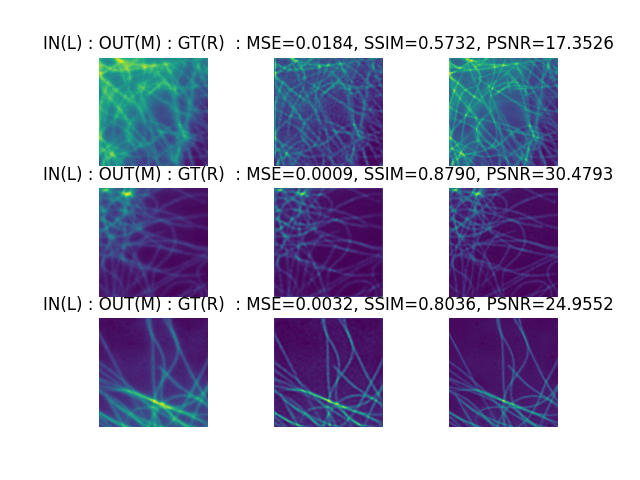 IN(L) : OUT(M) : GT(R)  : MSE=0.0184, SSIM=0.5732, PSNR=17.3526
IN(L) : OUT(M) : GT(R)  : MSE=0.0009, SSIM=0.8790, PSNR=30.4793
IN(L) : OUT(M) : GT(R)  : MSE=0.0032, SSIM=0.8036, PSNR=24.9552